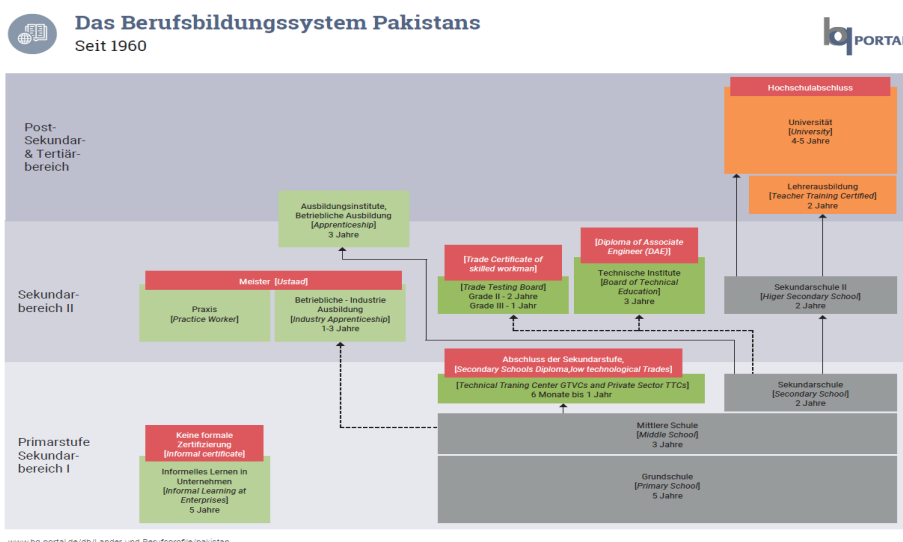 Das Berufsbildungssystem Pakistans
Seit 1960
bq PORTAL
Post-
Sekundar-
& Tertiär-
bereich
Hochschulabschluss
Universität
[University]
4-5 Jahre
Lehrerausbildung
[Teacher Training Certified]
2 Jahre
Ausbildungsinstitute,
Betriebliche Ausbildung
[Apprenticeship]
3 Jahre
Sekundar-
bereich II
Meister [Ustaad]
Praxis
[Practice Worker]
Betriebliche - Industrie
Ausbildung
[Industry Apprenticeship]
1-3 Jahre
[Trade Certificate of
skilled workman]
[Trade Testing Board]
Grade II - 2 Jahre
Grade III - 1 Jahr
[Diploma of Associate
Engineer (DAE)]
Technische Institute
[Board of Technical
Education]
3 Jahre
Sekundarschule II
[Higer Secondary School]
2 Jahre
Abschluss der Sekundarstufe,
[Secondary Schools Diploma,low technological Trades]
[Technical Traning Center GTVCs and Private Sector TTCs]
6 Monate bis 1 Jahr
Sekundarschule
[Secondary School]
2 Jahre
Primarstufe
Sekundar-
bereich I
Keine formale
Zertifizierung
[Informal certificate]
Informelles Lernen in
Unternehmen
[Informal Learning at
Enterprises]
5 Jahre
Mittlere Schule
[Middle School]
3 Jahre
Grundschule
[Primary School]
5 Jahre